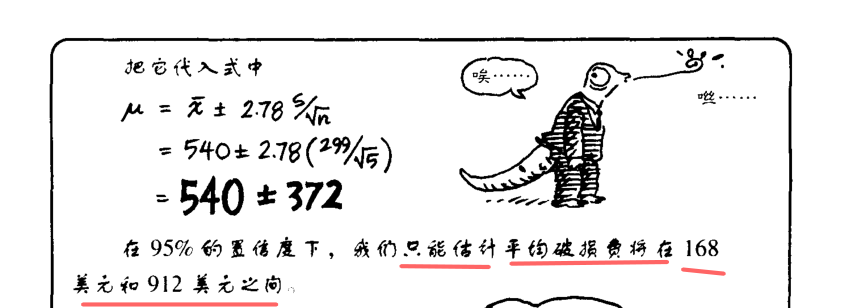 把它代入式中
唉……
μ = x̄ ± 2.78 s/√n
嗞……
= 540 ± 2.78(299/√5)
= 540 ± 372
在 95% 的置信度下，我们只能估计平均破损费将在 168
美元和 912 美元之间。